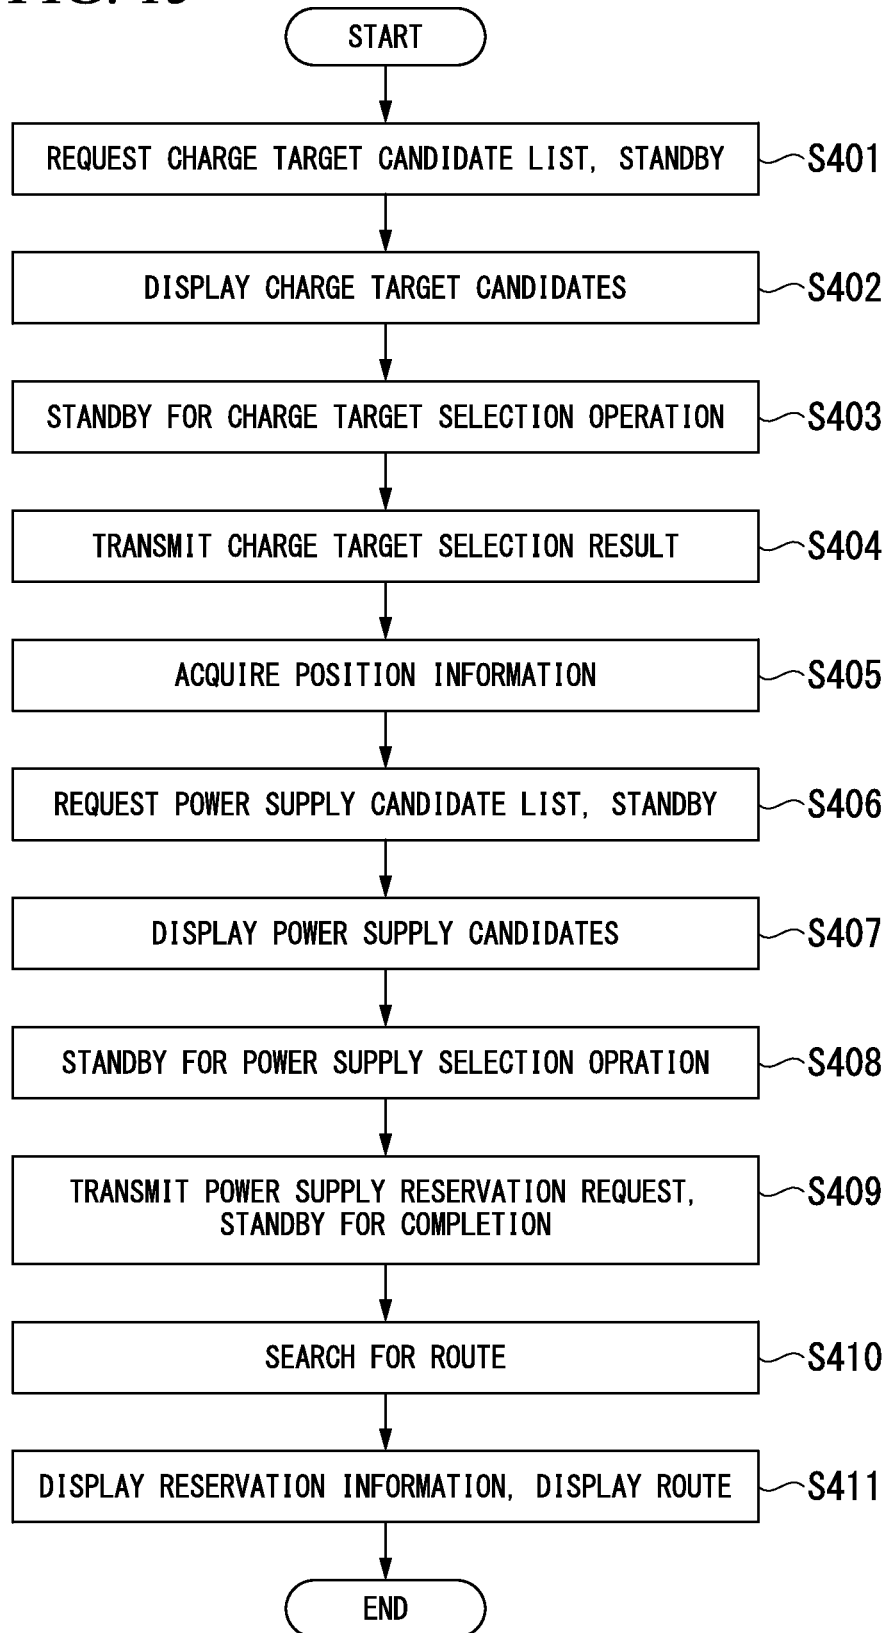 START
REQUEST CHARGE TARGET CANDIDATE LIST, STANDBY S401
DISPLAY CHARGE TARGET CANDIDATES S402
STANDBY FOR CHARGE TARGET SELECTION OPERATION S403
TRANSMIT CHARGE TARGET SELECTION RESULT S404
ACQUIRE POSITION INFORMATION S405
REQUEST POWER SUPPLY CANDIDATE LIST, STANDBY S406
DISPLAY POWER SUPPLY CANDIDATES S407
STANDBY FOR POWER SUPPLY SELECTION OPRATION S408
TRANSMIT POWER SUPPLY RESERVATION REQUEST, S409
STANDBY FOR COMPLETION
SEARCH FOR ROUTE S410
DISPLAY RESERVATION INFORMATION, DISPLAY ROUTE S411
END